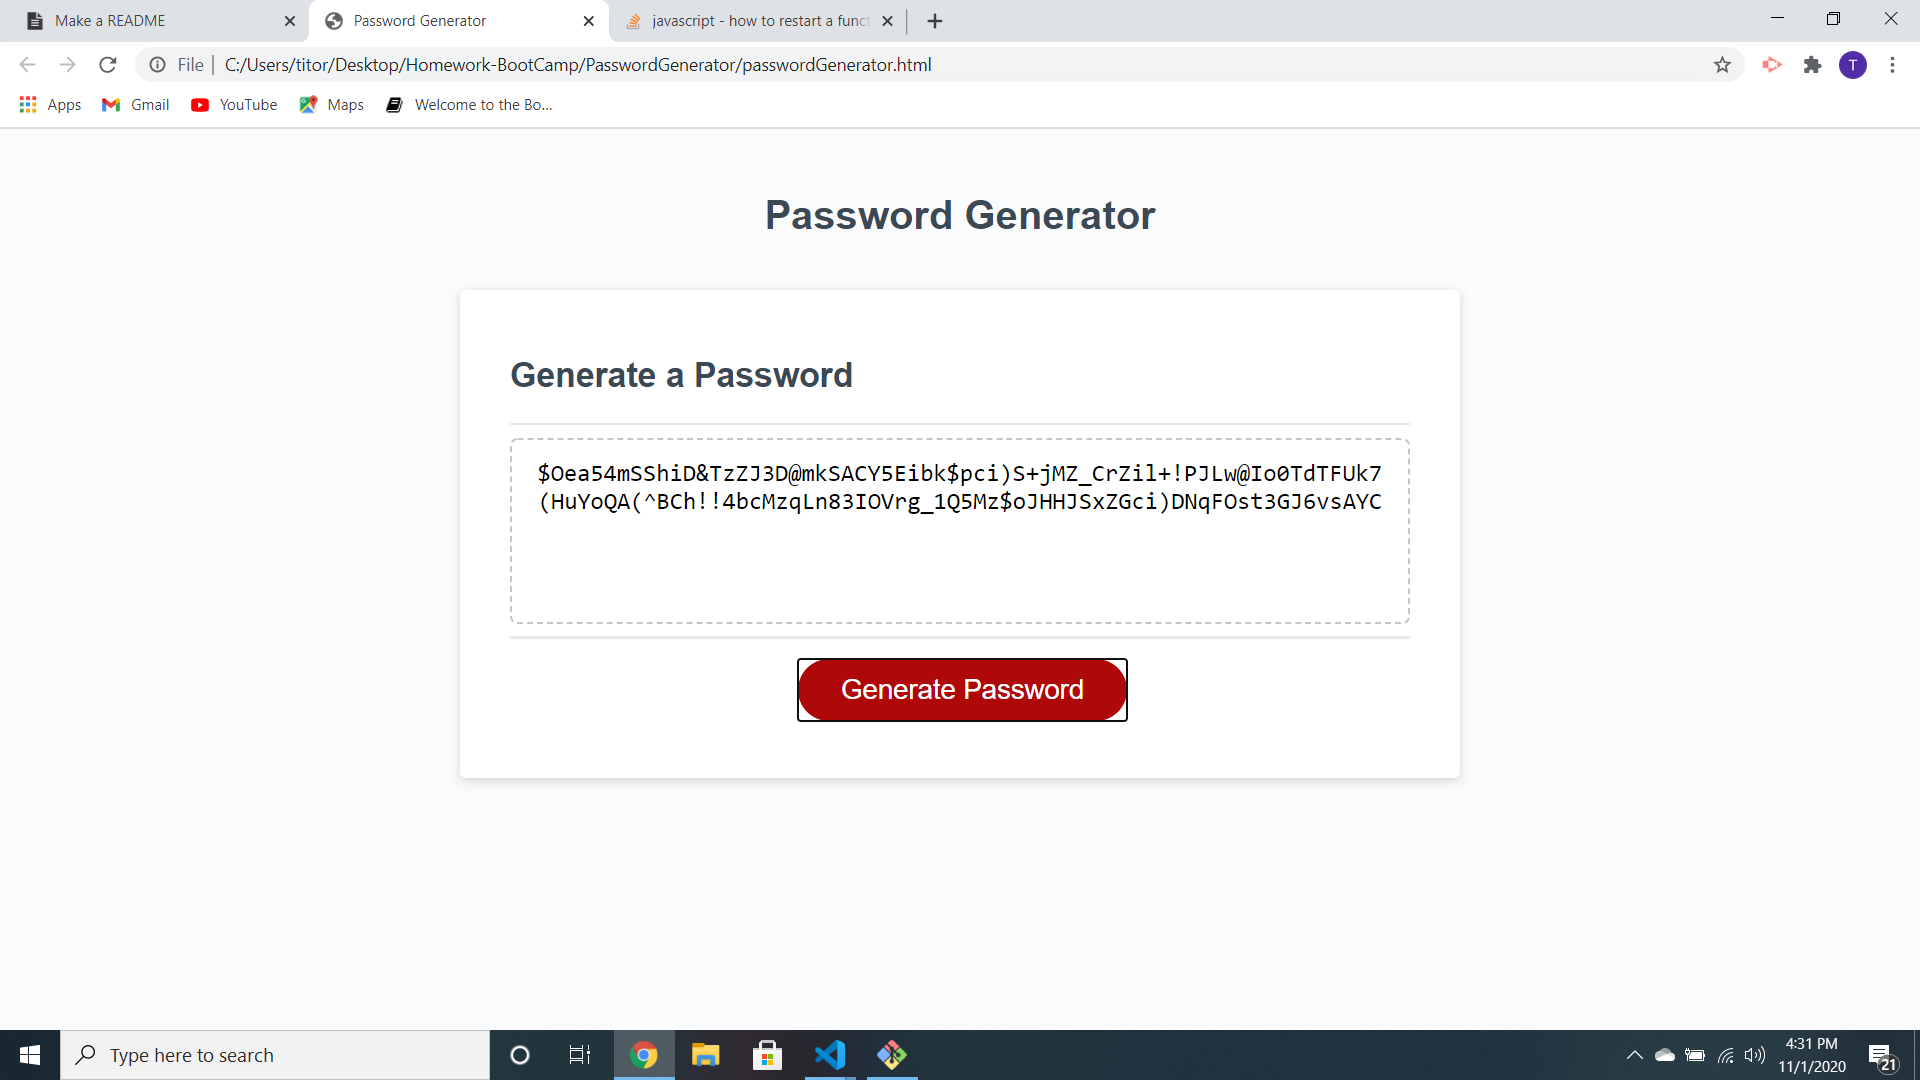 Make a README
Password Generator
javascript - how to restart a funct
File
C:/Users/titor/Desktop/Homework-BootCamp/PasswordGenerator/passwordGenerator.html
T
Apps
Gmail
YouTube
Maps
Welcome to the Bo...
Password Generator
Generate a Password
$Oea54mSShiD&TzZJ3D@mkSACY5Eibk$pci)S+jMZ_CrZil+!PJLw@Io0TdTFUk7
(HuYoQA(^BCh!!4bcMzqLn83IOVrg_1Q5Mz$oJHHJSxZGci)DNqFOst3GJ6vsAYC
Generate Password
Type here to search
4:31 PM
11/1/2020
21